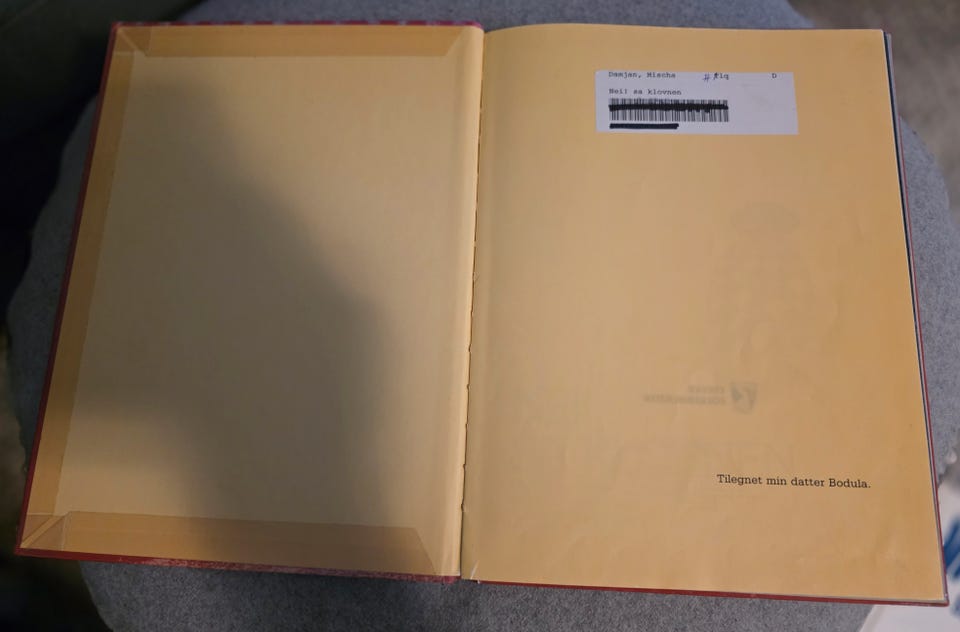 Damjan, Mischa D
Nei! sa klovnen
Tilegnet min datter Bodula.